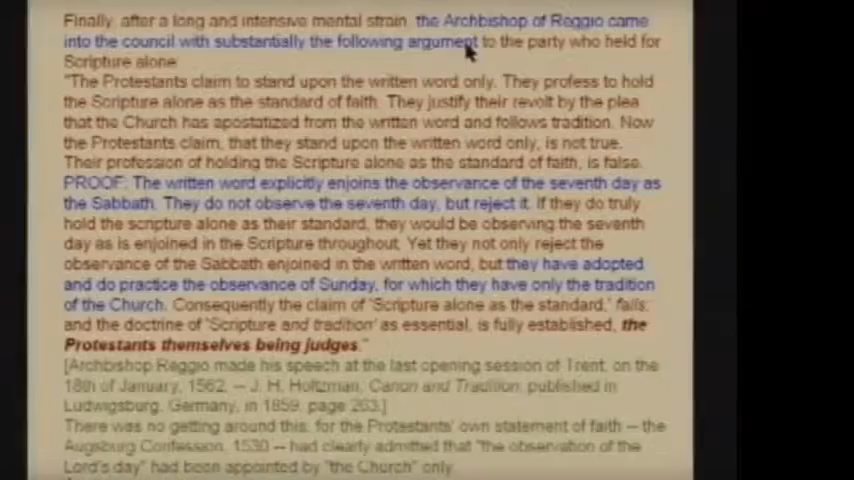 Finally, after a long and intensive mental strain, the Archbishop of Reggio came
into the council with substantially the following argument to the party who held for
Scripture alone:
"The Protestants claim to stand upon the written word only. They profess to hold
the Scripture alone as the standard of faith. They justify their revolt by the plea
that the Church has apostatized from the written word and follows tradition. Now
the Protestants claim, that they stand upon the written word only, is not true.
Their profession of holding the Scripture alone as the standard of faith, is false.
PROOF: The written word explicitly enjoins the observance of the seventh day as
the Sabbath. They do not observe the seventh day, but reject it. If they do truly
hold the scripture alone as their standard, they would be observing the seventh
day as is enjoined in the Scripture throughout. Yet they not only reject the
observance of the Sabbath enjoined in the written word, but they have adopted
and do practice the observance of Sunday, for which they have only the tradition
of the Church. Consequently the claim of 'Scripture alone as the standard,' fails;
and the doctrine of 'Scripture and tradition' as essential, is fully established, the
Protestants themselves being judges."
[Archbishop Reggio made his speech at the last opening session of Trent, on the
18th of January, 1562. -- J. H. Holtzman, Canon and Tradition, published in
Ludwigsburg, Germany, in 1859, page 263.]
There was no getting around this, for the Protestants' own statement of faith -- the
Augsburg Confession, 1530 -- had clearly admitted that "the observation of the
Lord's day" had been appointed by "the Church" only.